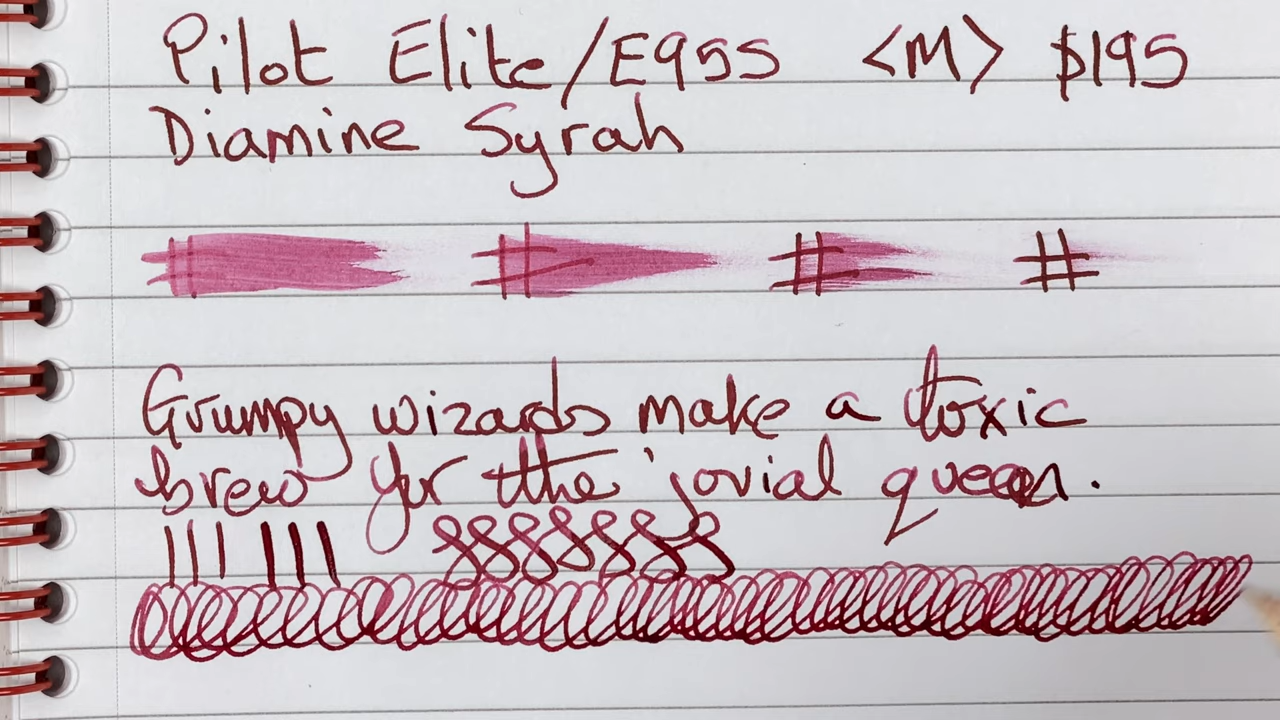 Pilot Elite/E95S <M> $195
Diamine Syrah
# # # #
Grumpy wizards make a toxic
brew for the jovial queen.